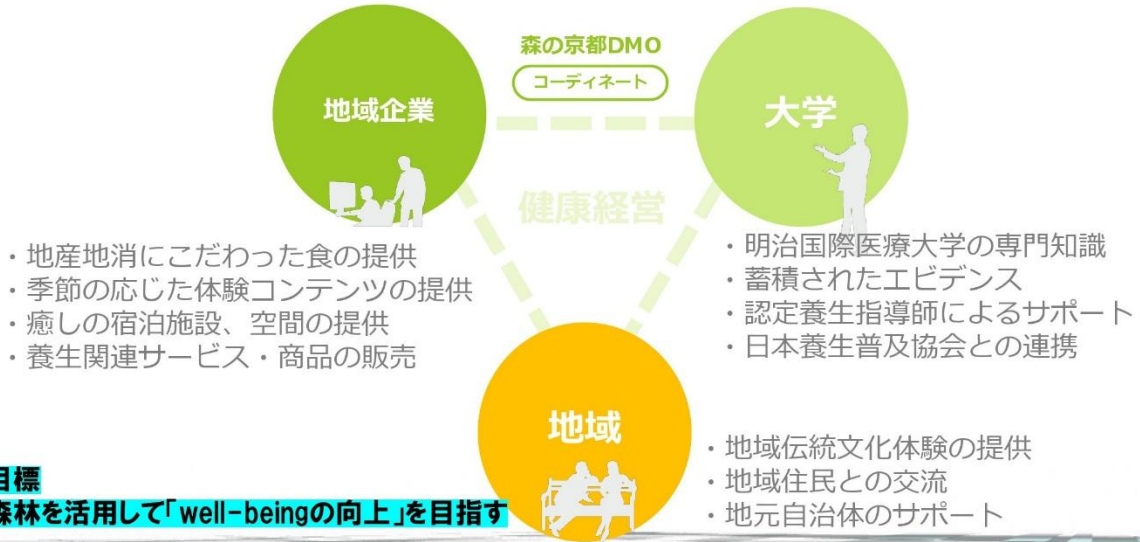 森の京都DMO
コーディネート
地域企業
大学
健康経営
・地産地消にこだわった食の提供
・季節の応じた体験コンテンツの提供
・癒しの宿泊施設、空間の提供
・養生関連サービス・商品の販売
・明治国際医療大学の専門知識
・蓄積されたエビデンス
・認定養生指導師によるサポート
・日本養生普及協会との連携
地域
・地域伝統文化体験の提供
・地域住民との交流
・地元自治体のサポート
目標
森林を活用して「well-beingの向上」を目指す